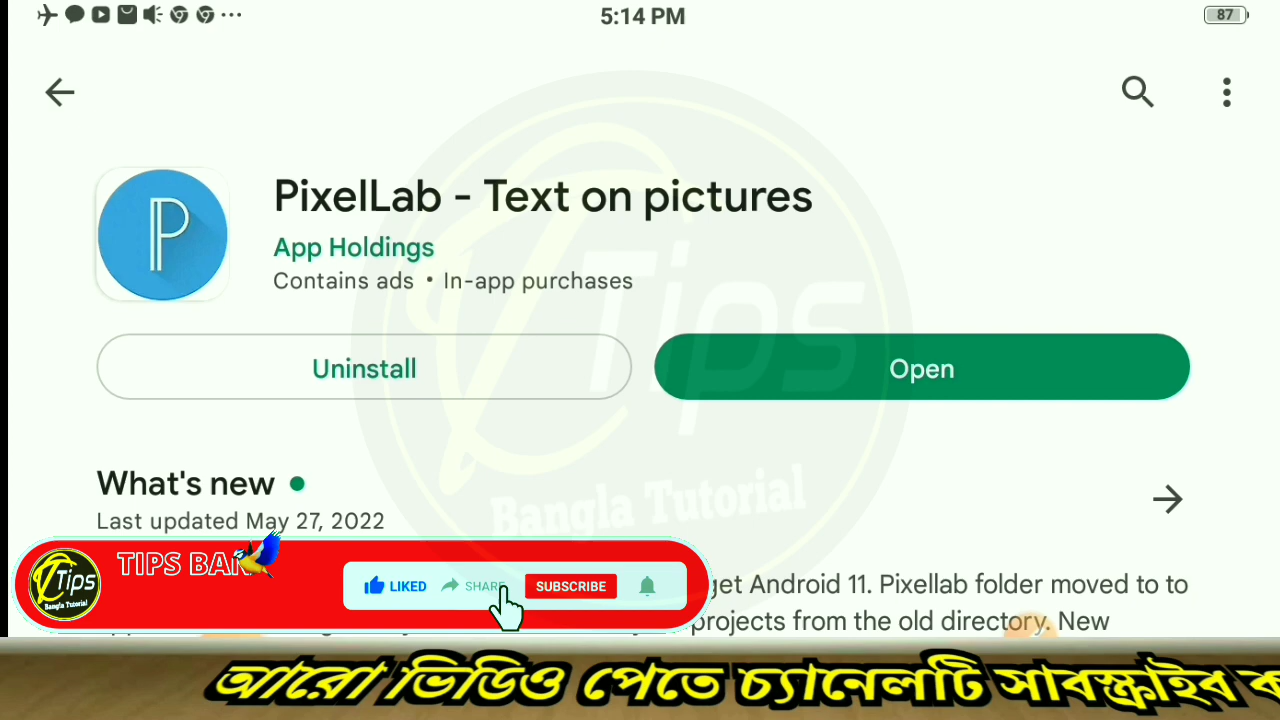 5:14 PM
87
PixelLab - Text on pictures
App Holdings
Contains ads • In-app purchases
Uninstall
Open
Tips
Bangla Tutorial
What's new
Last updated May 27, 2022
TIPS BAN
Tips
Bangla Tutorial
LIKED
SHARE
SUBSCRIBE
get Android 11. Pixellab folder moved to to
projects from the old directory. New
আরো ভিডিও পেতে চ্যানেলটি সাবস্ক্রাইব ক